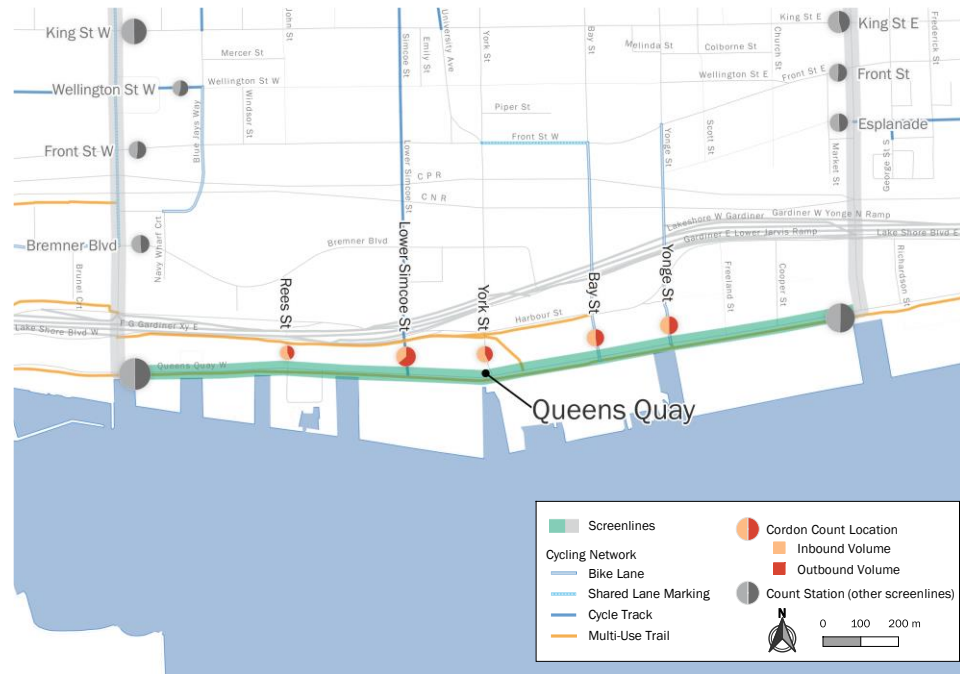 King St W
John St
Simcoe St
Emily St
University Ave
York St
Bay St
Melinda St
Colborne St
Church St
King St E
King St E
Frederick St
Mercer St
Wellington St W
Wellington St W
Wellington St E
Front St E
Front St
Windsor St
Blue Jays Way
Piper St
Front St W
Front St W
Yonge St
Scott St
Esplanade
Market St
George St S
Lower Simcoe St
C P R
C N R
Bremner Blvd
Bremner Blvd
Navy Wharf Crt
Brunel Crt
Lakeshore W Gardiner
Gardiner W Yonge N Ramp
Gardiner E Lower Jarvis Ramp
Lake Shore Blvd E
Richardson St
Freeland St
Cooper St
Rees St
Lower Simcoe St
York St
Bay St
Yonge St
Harbour St
F G Gardiner Xy E
Lake Shore Blvd W
Queens Quay W
Queens Quay
Screenlines
Cycling Network
Bike Lane
Shared Lane Marking
Cycle Track
Multi-Use Trail
Cordon Count Location
Inbound Volume
Outbound Volume
Count Station (other screenlines)
N
0 100 200 m